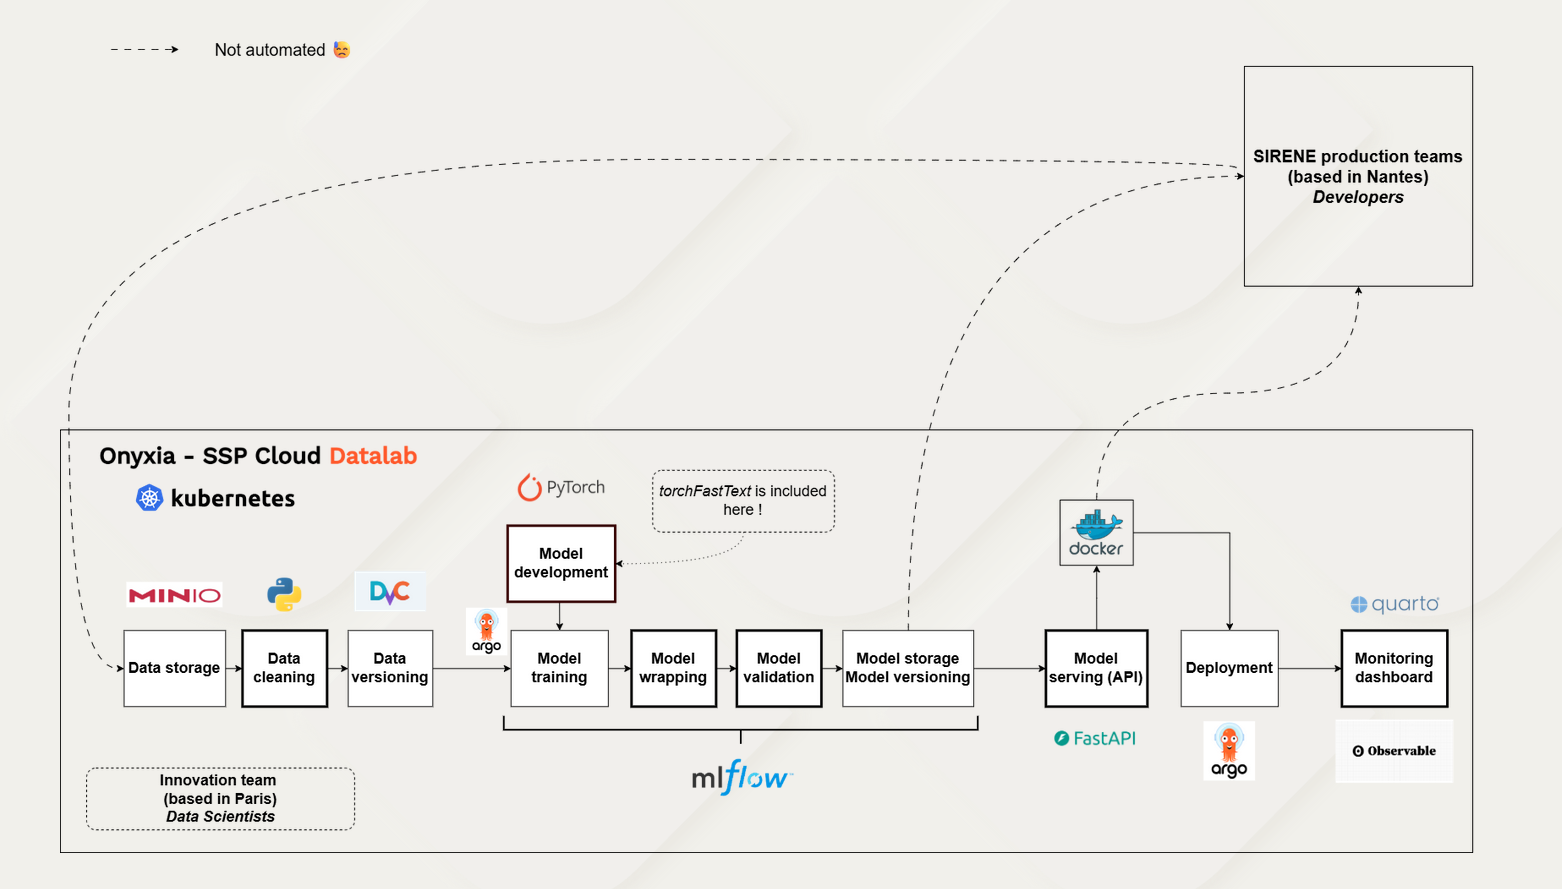 Not automated
SIRENE production teams
(based in Nantes)
Developers
Onyxia - SSP Cloud Datalab
kubernetes
PyTorch
torchFastText is included
here !
Model
development
MINIO
DVC
argo
Data storage
Data
cleaning
Data
versioning
Model
training
Model
wrapping
Model
validation
Model storage
Model versioning
docker
Model
serving (API)
Deployment
quarto
Monitoring
dashboard
FastAPI
argo
Observable
mlflow
Innovation team
(based in Paris)
Data Scientists